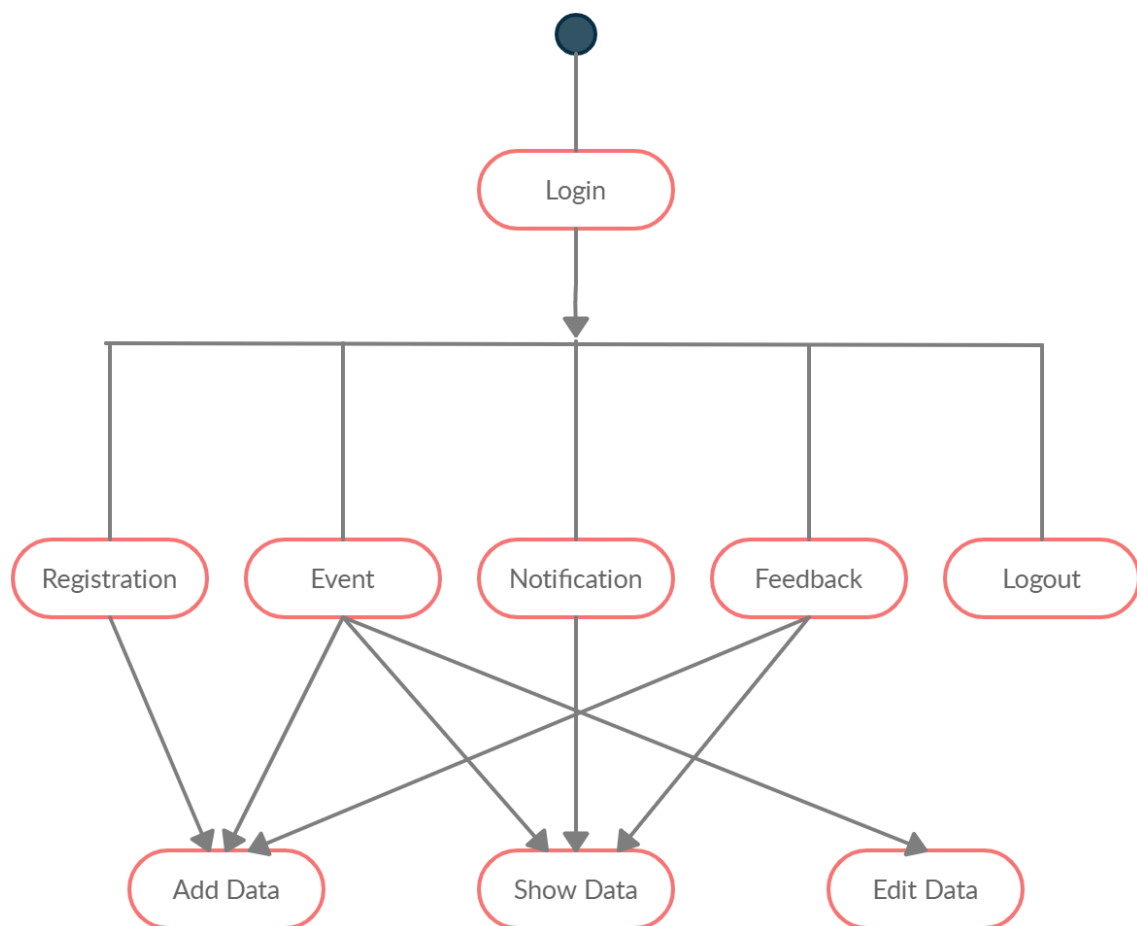 Login
Registration
Event
Notification
Feedback
Logout
Add Data
Show Data
Edit Data